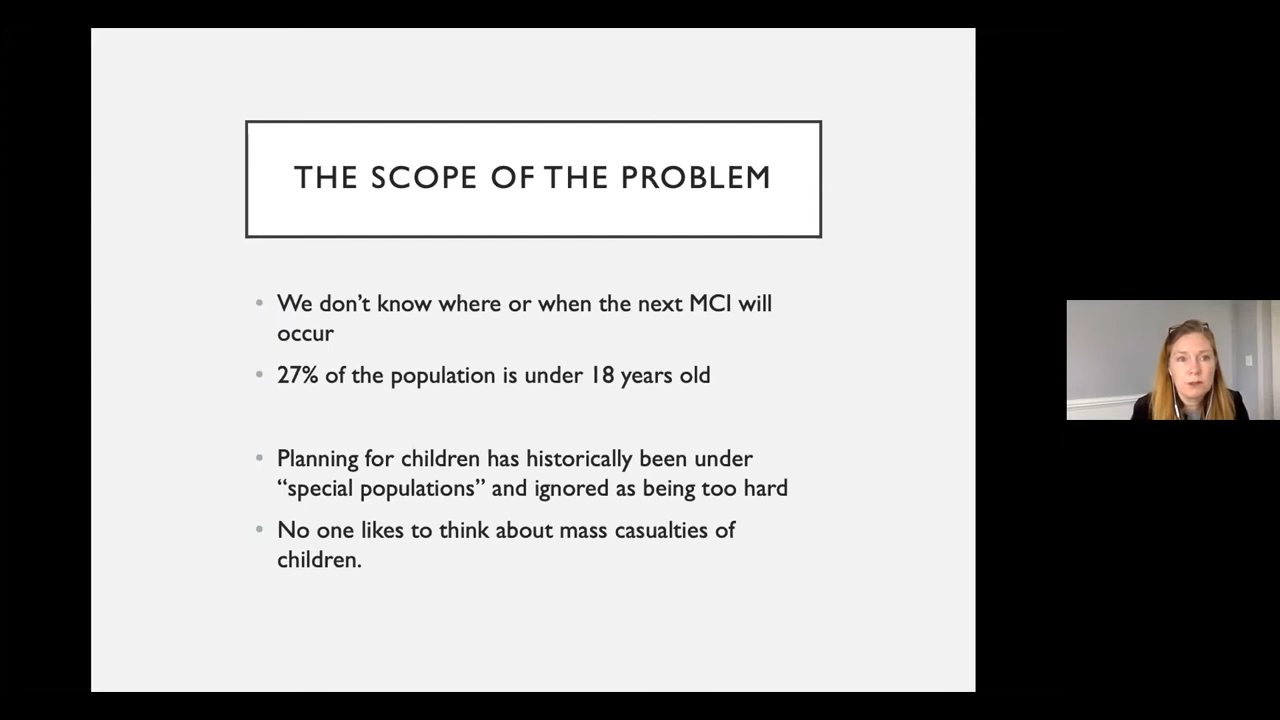 THE SCOPE OF THE PROBLEM
• We don’t know where or when the next MCI will
occur
• 27% of the population is under 18 years old
• Planning for children has historically been under
“special populations” and ignored as being too hard
• No one likes to think about mass casualties of
children.